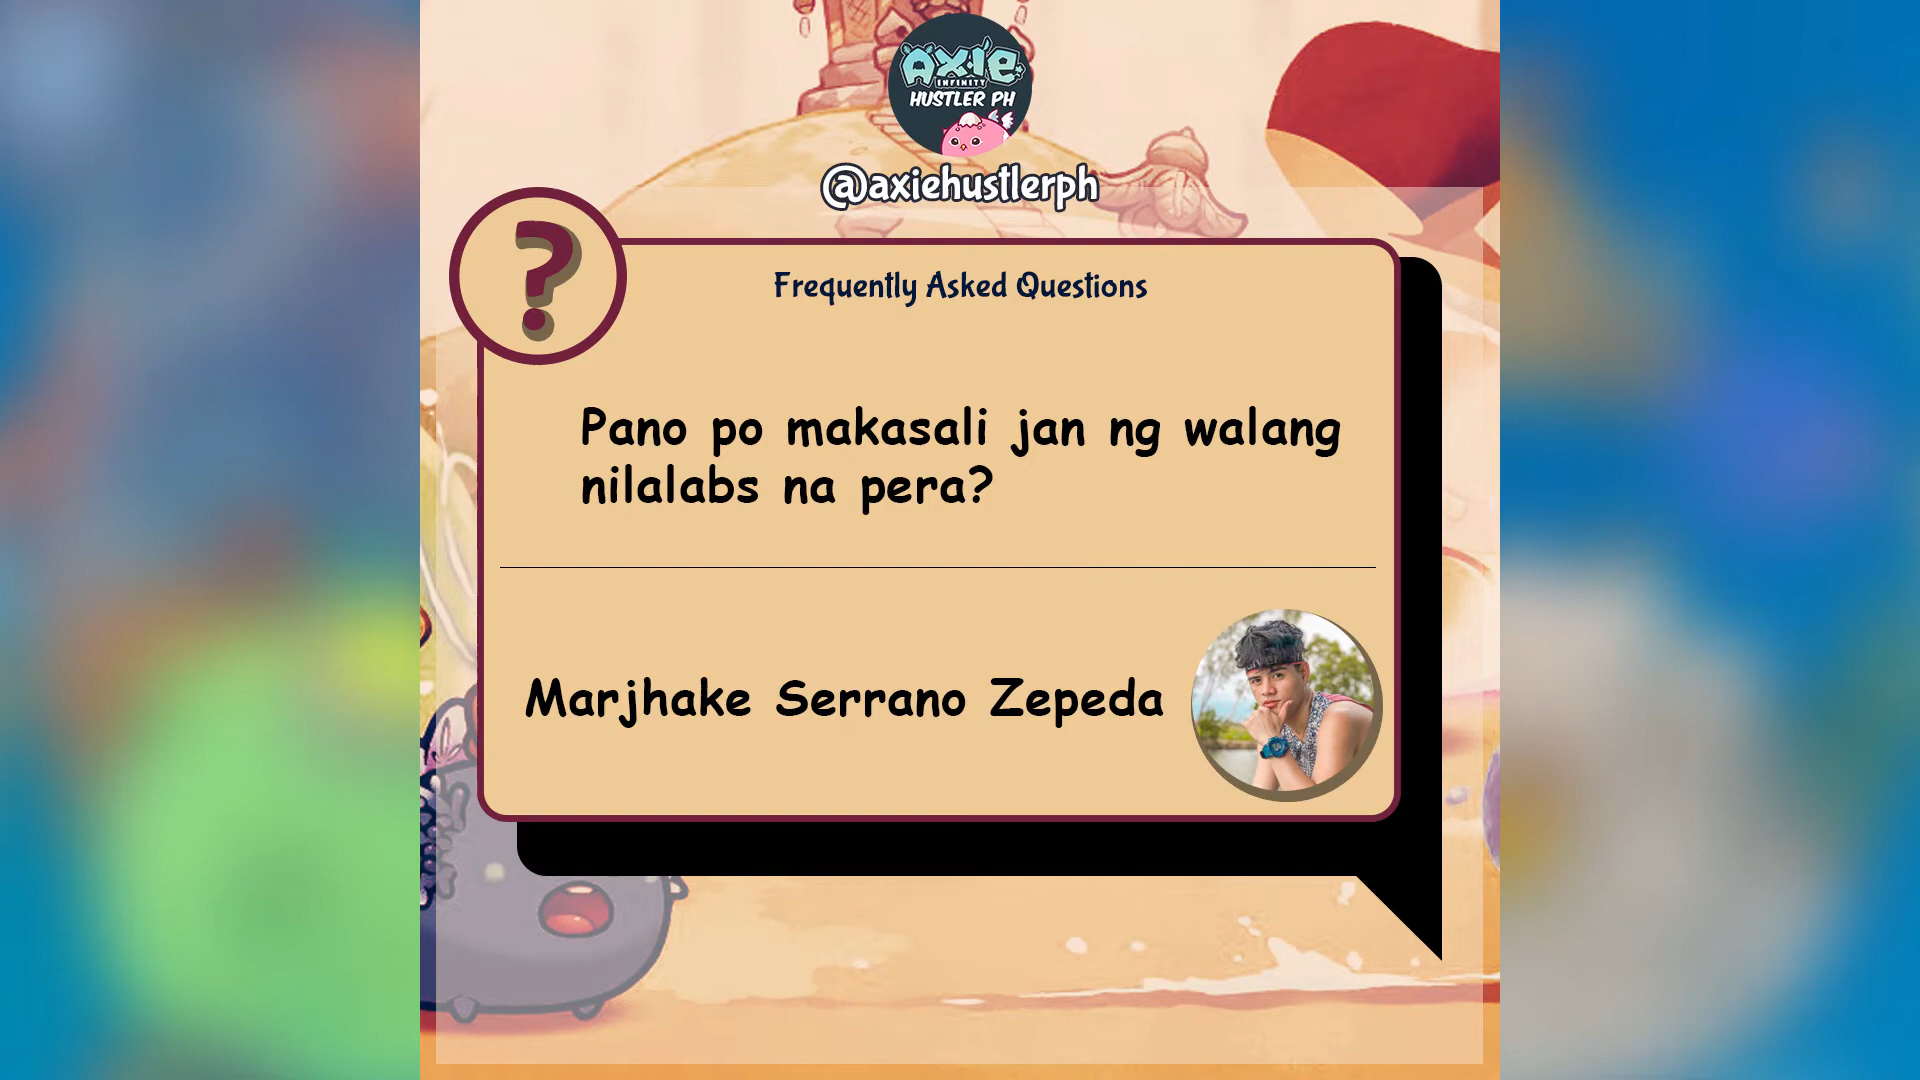 AXIE
INFINITY
HUSTLER PH
@axiehustlerph
?
Frequently Asked Questions
Pano po makasali jan ng walang
nilalabs na pera?
Marjhake Serrano Zepeda